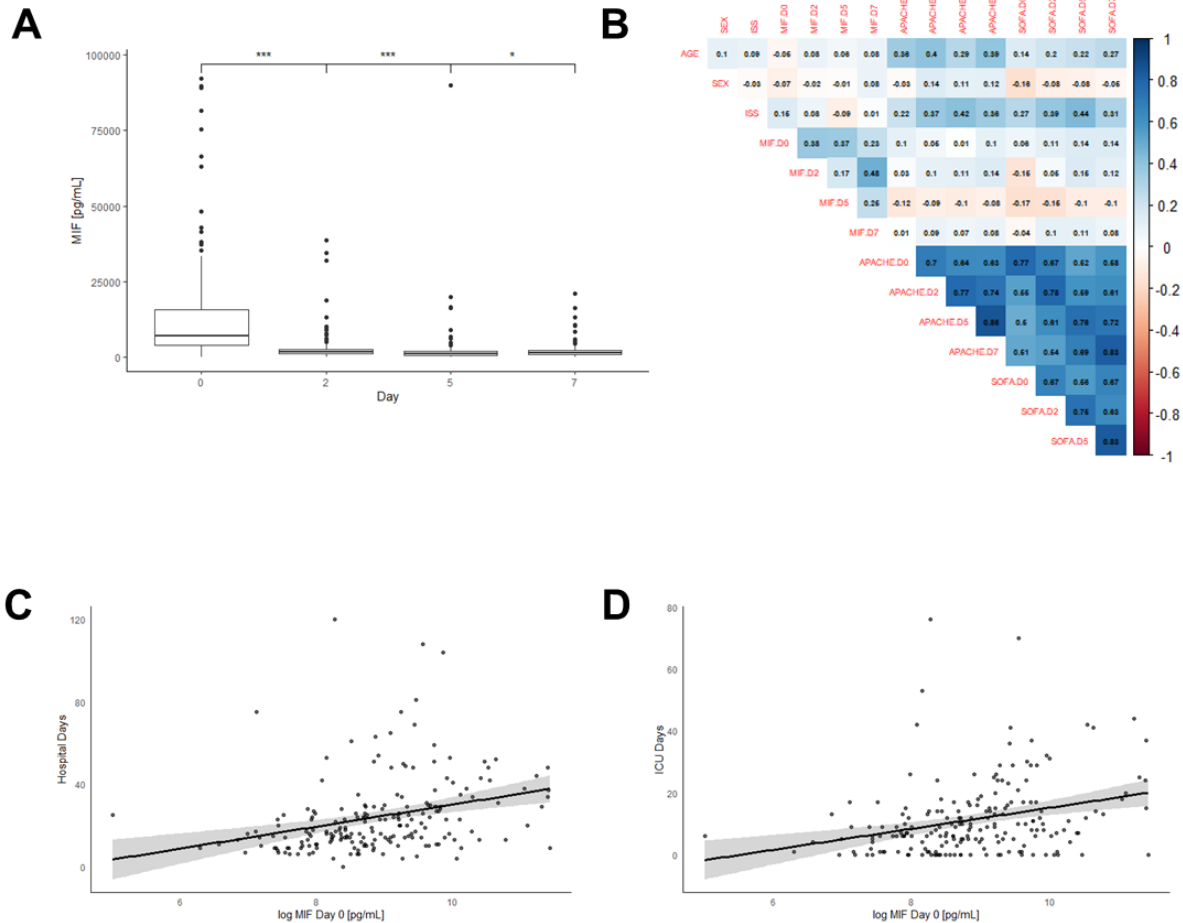 A
MIF [pg/mL]
100000
75000
50000
25000
0
*** *** *
0 2 5 7
Day
B
SEX ISS MIF.D0 MIF.D2 MIF.D5 MIF.D7
AGE 0.1 0.09 -0.05 0.08 0.06 0.08 0.36 0.4 0.29 0.39 0.14 0.2 0.22 0.27
SEX -0.03 -0.07 -0.02 -0.01 0.08 -0.03 0.14 0.11 0.12 -0.16 -0.08 -0.08 -0.05
ISS 0.15 0.08 -0.09 0.01 0.22 0.37 0.42 0.36 0.27 0.39 0.44 0.31
MIF.D0 0.38 0.37 0.23 0.1 0.05 0.01 0.1 0.06 0.11 0.14 0.14
MIF.D2 0.17 0.48 0.03 0.1 0.11 0.14 -0.15 0.05 0.15 0.12
MIF.D5 0.25 -0.12 -0.09 -0.1 -0.08 -0.17 -0.15 -0.1 -0.1
MIF.D7 0.01 0.09 0.07 0.08 -0.04 0.1 0.11 0.08
APACHE.D0 0.7 0.64 0.63 0.77 0.67 0.52 0.58
APACHE.D2 0.77 0.74 0.55 0.78 0.59 0.61
APACHE.D5 0.86 0.5 0.61 0.76 0.72
APACHE.D7 0.51 0.54 0.69 0.83
SOFA.D0 0.67 0.56 0.67
SOFA.D2 0.75 0.63
SOFA.D5 0.83
1
0.8
0.6
0.4
0.2
0
-0.2
-0.4
-0.6
-0.8
-1
C
Hospital Days
120
80
40
0
6 8 10
log MIF Day 0 [pg/mL]
D
ICU Days
80
60
40
20
0
6 8 10
log MIF Day 0 [pg/mL]